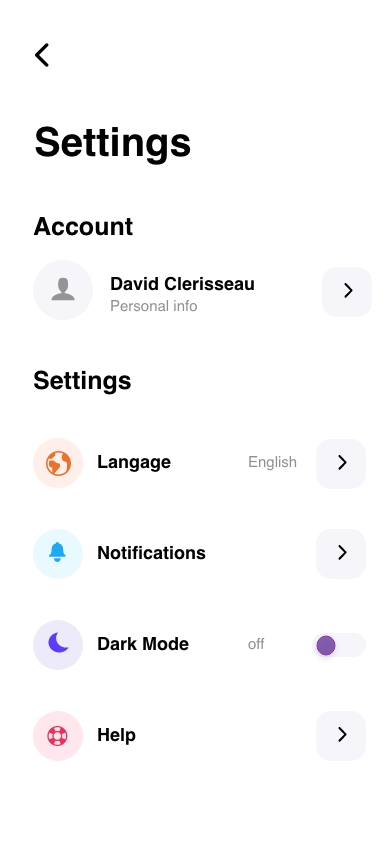 Settings
Account
David Clerisseau
Personal info
Settings
Langage English
Notifications
Dark Mode off
Help